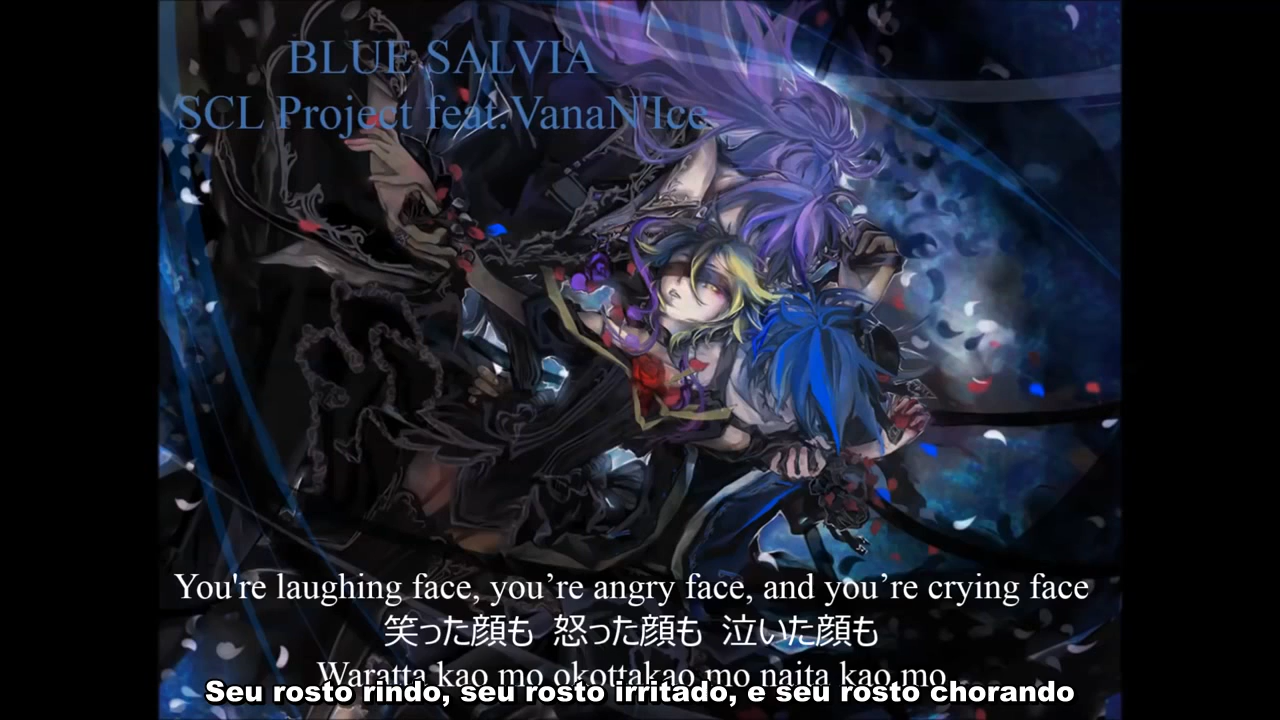 BLUE SALVIA
SCL Project feat.VanaN'Ice
You're laughing face, you’re angry face, and you’re crying face
笑った顔も 怒った顔も 泣いた顔も
Waratta kao mo okottakao mo naita kao mo
Seu rosto rindo, seu rosto irritado, e seu rosto chorando